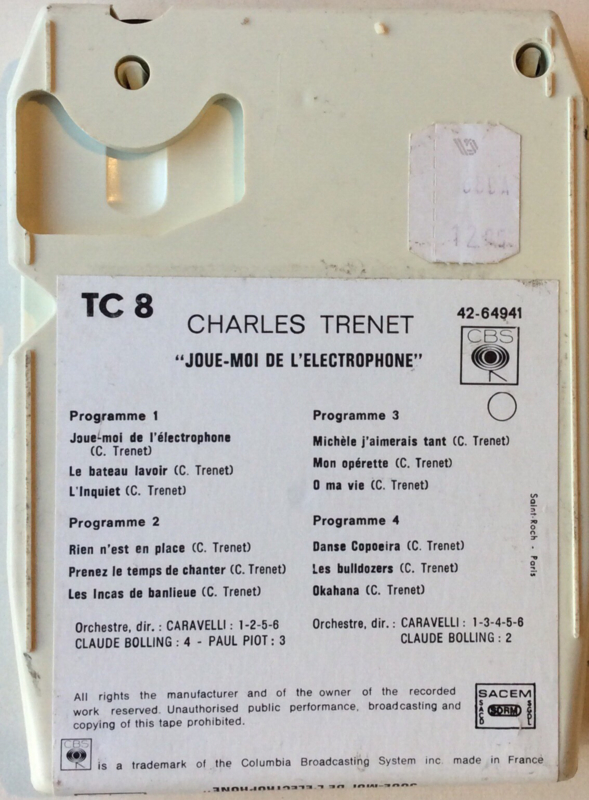 TC 8
42-64941
CBS
CHARLES TRENET
"JOUE-MOI DE L'ELECTROPHONE"
Programme 1
Joue-moi de l'électrophone
(C. Trenet)
Le bateau lavoir (C. Trenet)
L'Inquiet (C. Trenet)
Programme 2
Rien n'est en place (C. Trenet)
Prenez le temps de chanter (C. Trenet)
Les Incas de banlieue (C. Trenet)
Orchestre, dir. : CARAVELLI : 1-2-5-6
CLAUDE BOLLING : 4 - PAUL PIOT : 3
Programme 3
Michèle j'aimerais tant (C. Trenet)
Mon opérette (C. Trenet)
O ma vie (C. Trenet)
Programme 4
Danse Copoeira (C. Trenet)
Les bulldozers (C. Trenet)
Okahana (C. Trenet)
Orchestre, dir. : CARAVELLI : 1-3-4-5-6
CLAUDE BOLLING : 2
Saint-Roch - Paris
All rights the manufacturer and of the owner of the recorded
work reserved. Unauthorised public performance, broadcasting and
copying of this tape prohibited.
SACEM
SACD
SDRM
SGDL
CBS
is a trademark of the Columbia Broadcasting System inc. made in France
JOUE-MOI DE L'ELECTROPHONE"